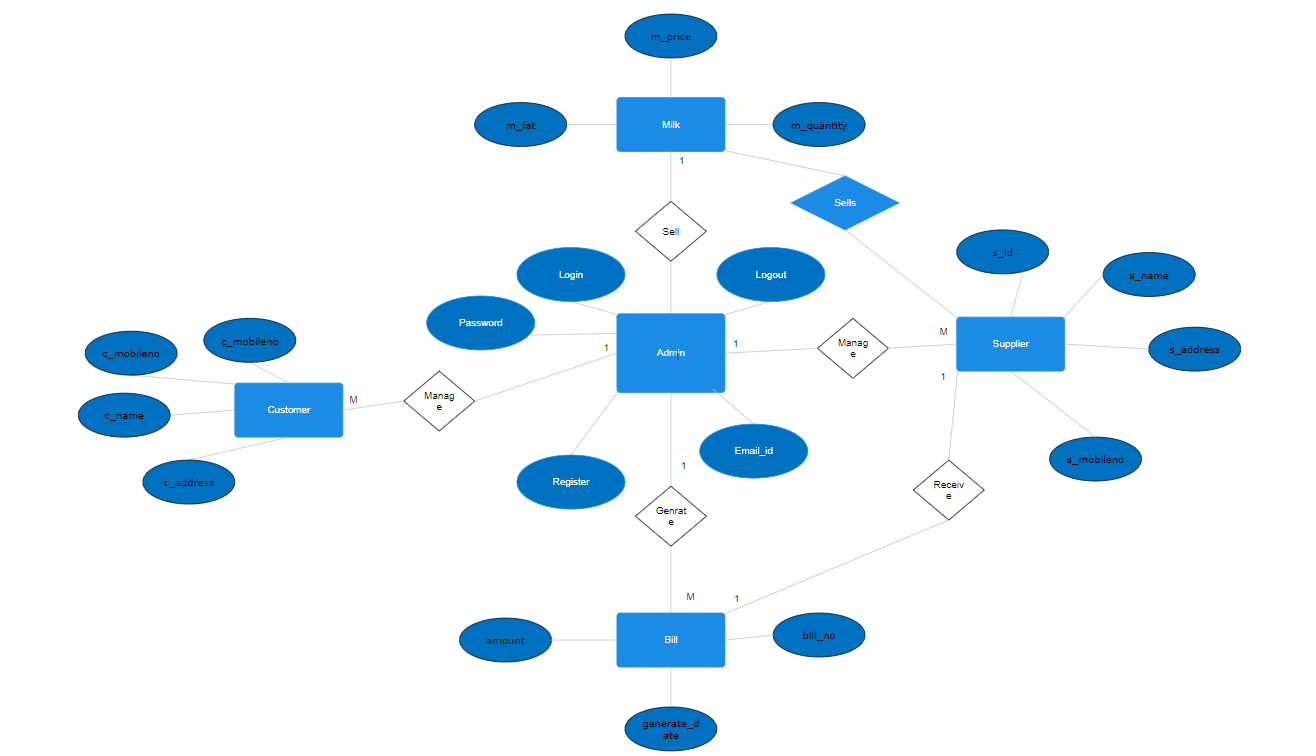 m_price
m_fat
Milk
m_quantity
1
Sells
Sell
s_id
Login
Logout
s_name
Password
M
c_mobileno
1
1
Manag
e
Supplier
s_address
c_mobileno
Admin
Customer
M
Manag
e
1
c_name
Email_id
s_mobileno
1
c_address
Register
Receiv
e
Genrat
e
M
1
amount
Bill
bill_no
generate_d
ate